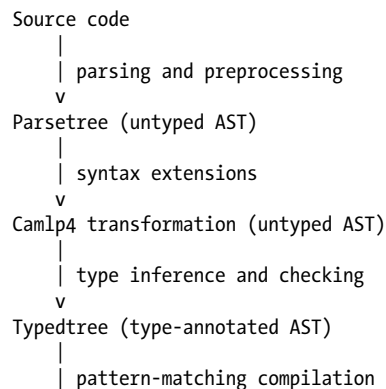 Source code
|
| parsing and preprocessing
v
Parsetree (untyped AST)
|
| syntax extensions
v
Camlp4 transformation (untyped AST)
|
| type inference and checking
v
Typedtree (type-annotated AST)
|
| pattern-matching compilation